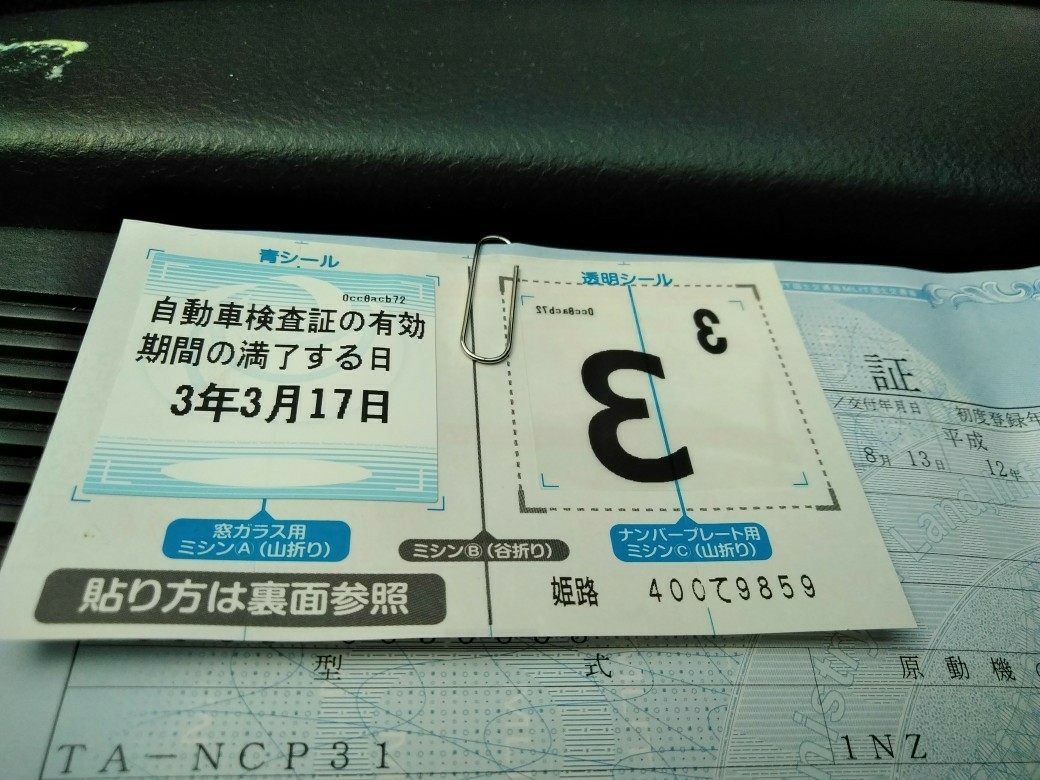 青シール
0cc8acb72
自動車検査証の有効
期間の満了する日
3年3月17日
窓ガラス用
ミシンⒶ(山折り)
ミシンⒷ(谷折り)
貼り方は裏面参照
透明シール
0cc8acb72
3
3
ナンバープレート用
ミシンⒸ(山折り)
姫路 400て9859
証
/交付年月日
初度登録年
8月 13日
平成
12年
型 式
原動機
TA-NCP31
1NZ